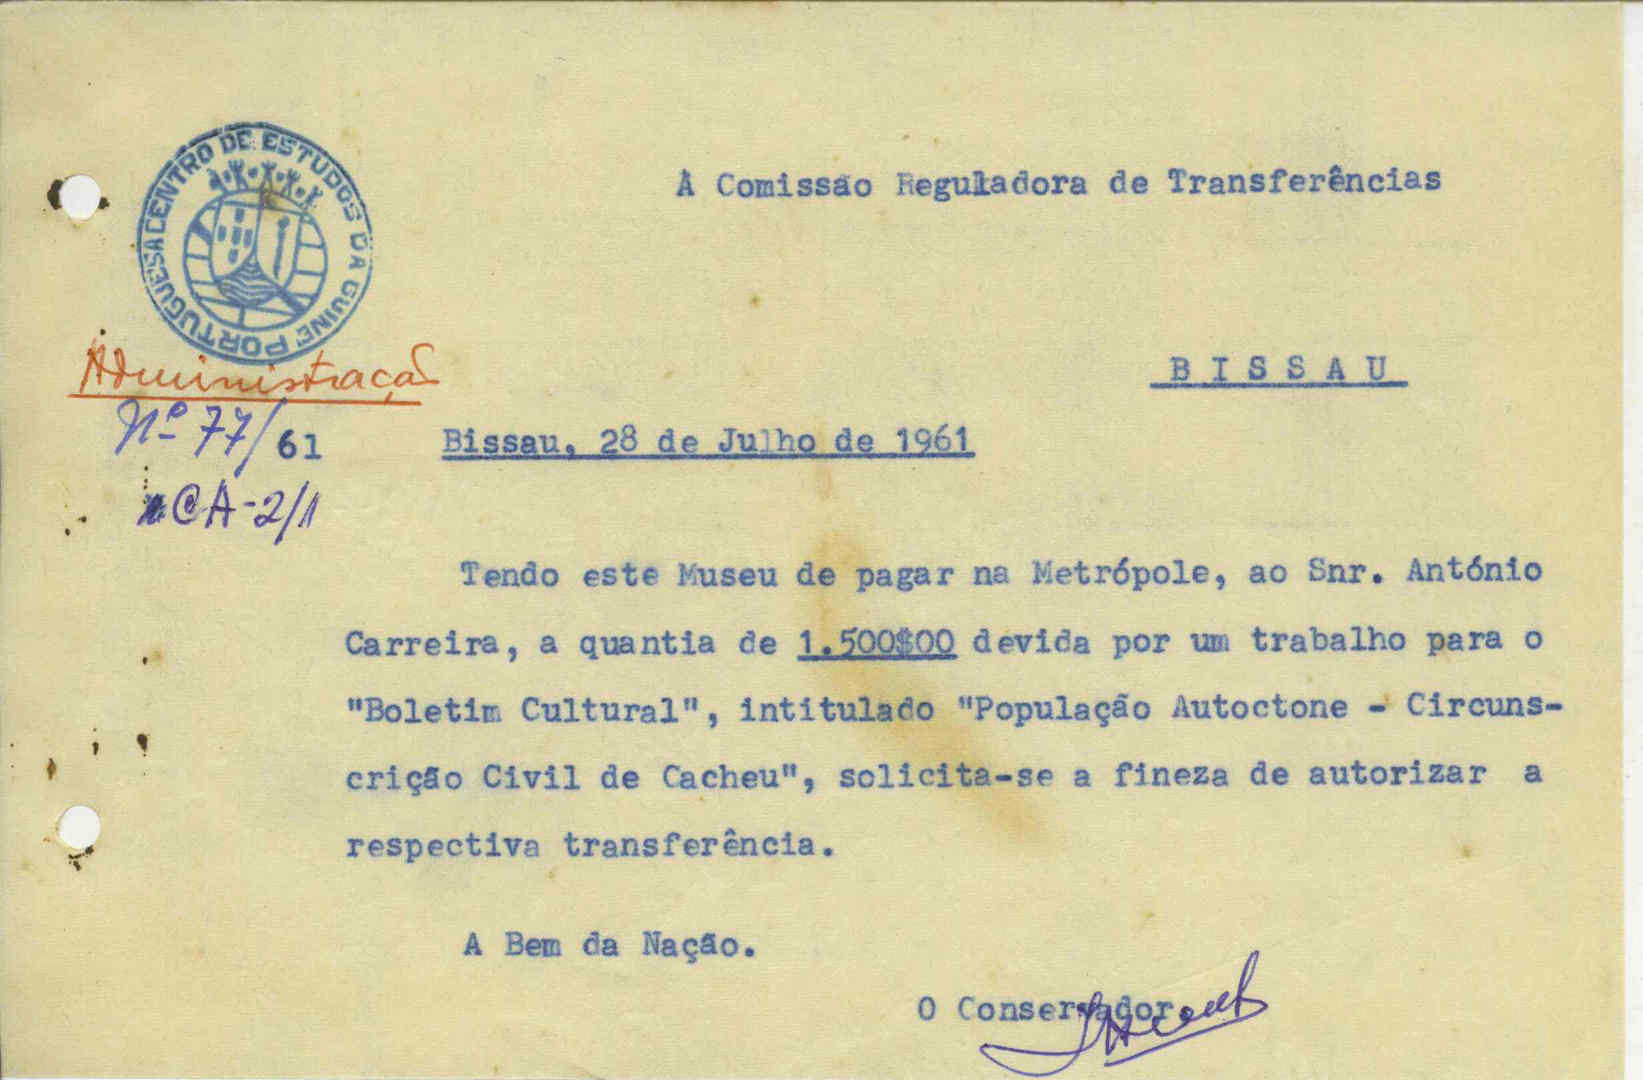 CENTRO DE ESTUDOS DA GUINÉ PORTUGUESA
À Comissão Reguladora de Transferências
BISSAU
Administração
Nº 77/61
Bissau, 28 de Julho de 1961
CA-2/1
Tendo este Museu de pagar na Metrópole, ao Snr. António
Carreira, a quantia de 1.500$00 devida por um trabalho para o
"Boletim Cultural", intitulado "População Autoctone - Circuns-
crição Civil de Cacheu", solicita-se a fineza de autorizar a
respectiva transferência.
A Bem da Nação.
O Conservador,